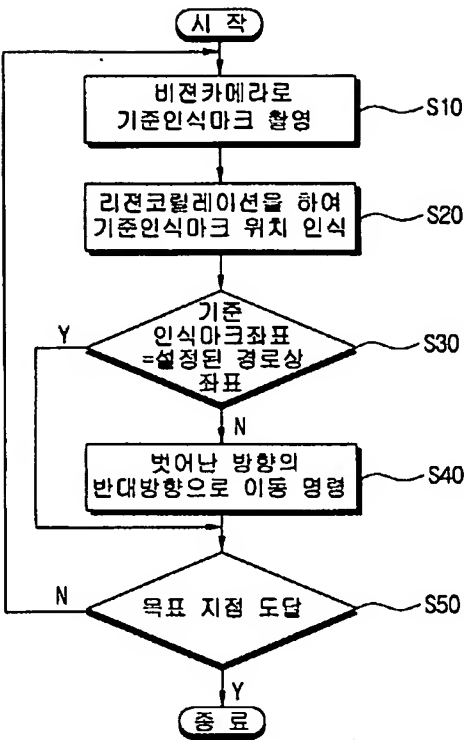 시 작
비젼카메라로
기준인식마크 촬영
S10
리젼코릴레이션을 하여
기준인식마크 위치 인식
S20
기준
인식마크좌표
=설정된 경로상
좌표
S30
Y
N
벗어난 방향의
반대방향으로 이동 명령
S40
목표 지점 도달
S50
N
Y
종 료